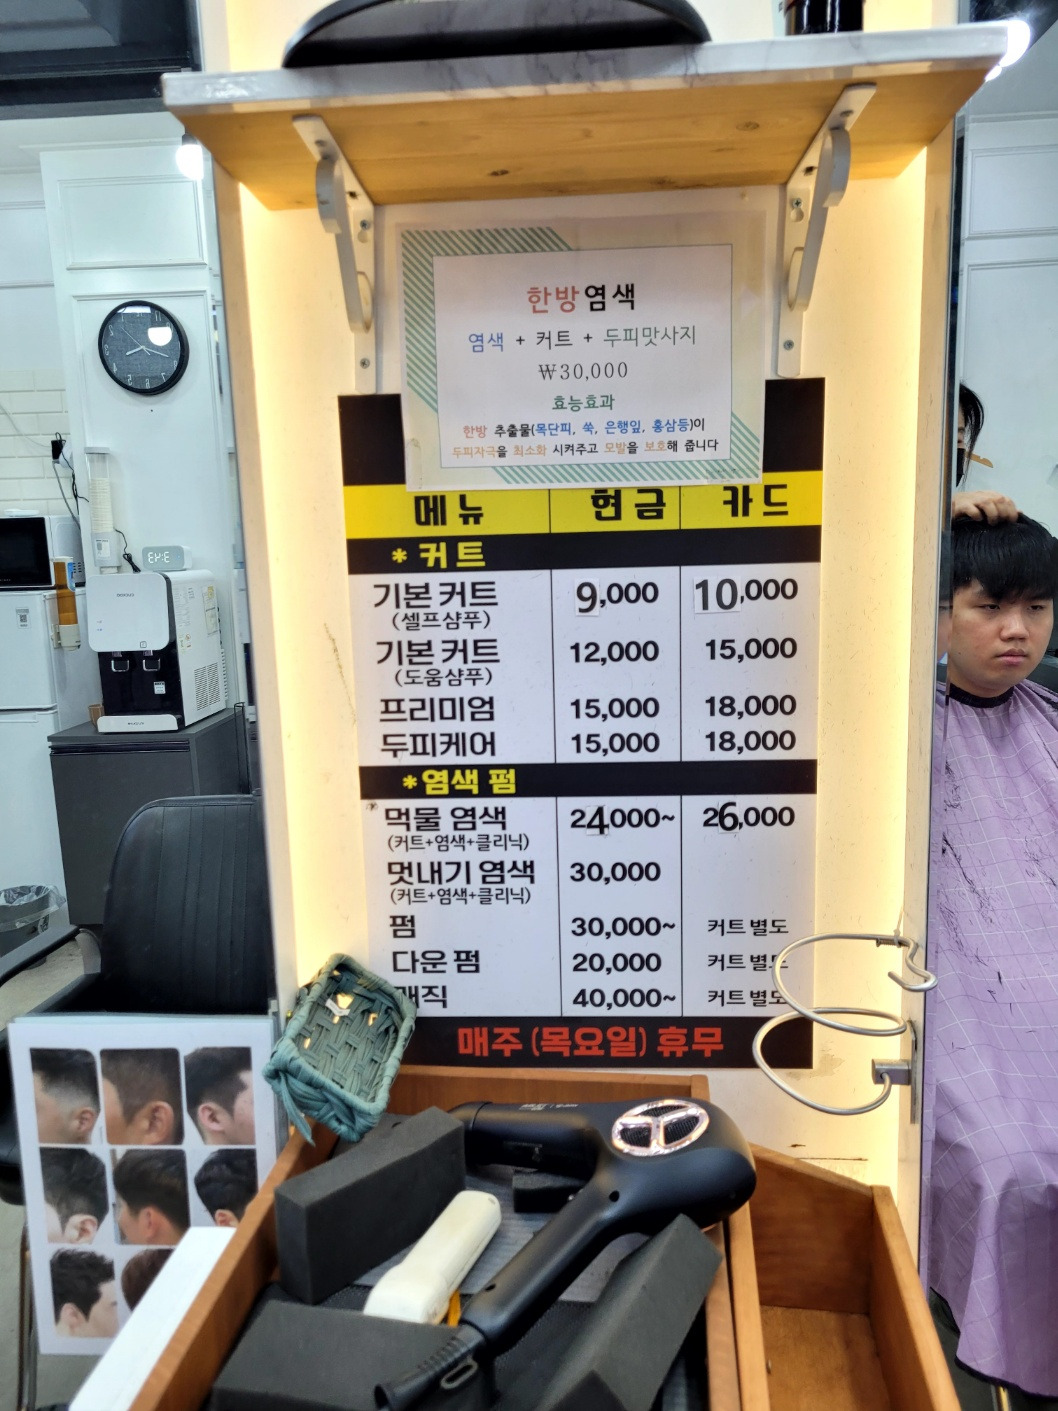 한방염색
염색 + 커트 + 두피맛사지
₩30,000
효능효과
한방 추출물(목단피, 쑥, 은행잎, 홍삼등)이
두피자극을 최소화 시켜주고 모발을 보호해 줍니다
메뉴 현금 카드
*커트
기본 커트 9,000 10,000
(셀프샴푸)
기본 커트 12,000 15,000
(도움샴푸)
프리미엄 15,000 18,000
두피케어 15,000 18,000
*염색 펌
먹물 염색 24,000~ 26,000
(커트+염색+클리닉)
멋내기 염색 30,000
(커트+염색+클리닉)
펌 30,000~ 커트 별도
다운 펌 20,000 커트 별도
매직 40,000~ 커트 별도
매주 (목요일) 휴무